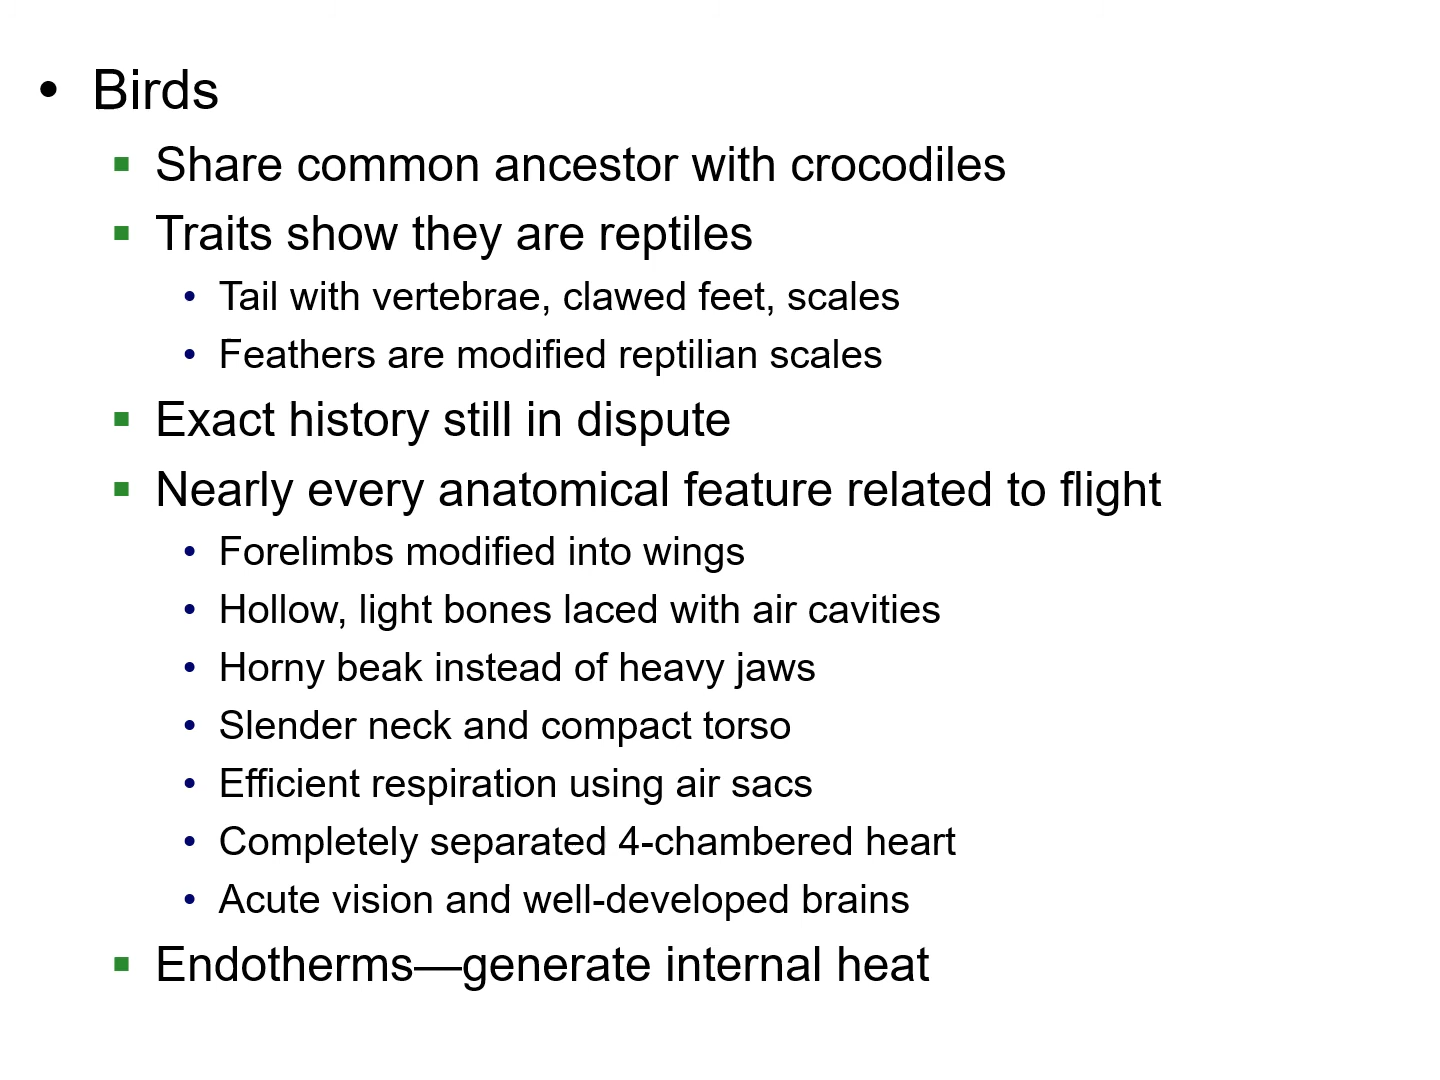 • Birds
▪ Share common ancestor with crocodiles
▪ Traits show they are reptiles
• Tail with vertebrae, clawed feet, scales
• Feathers are modified reptilian scales
▪ Exact history still in dispute
▪ Nearly every anatomical feature related to flight
• Forelimbs modified into wings
• Hollow, light bones laced with air cavities
• Horny beak instead of heavy jaws
• Slender neck and compact torso
• Efficient respiration using air sacs
• Completely separated 4-chambered heart
• Acute vision and well-developed brains
▪ Endotherms—generate internal heat